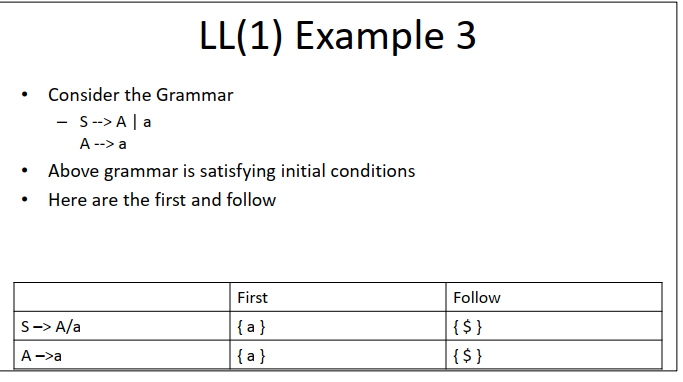 LL(1) Example 3
• Consider the Grammar
– S --> A | a
A --> a
• Above grammar is satisfying initial conditions
• Here are the first and follow
First Follow
S –> A/a { a } { $ }
A –>a { a } { $ }